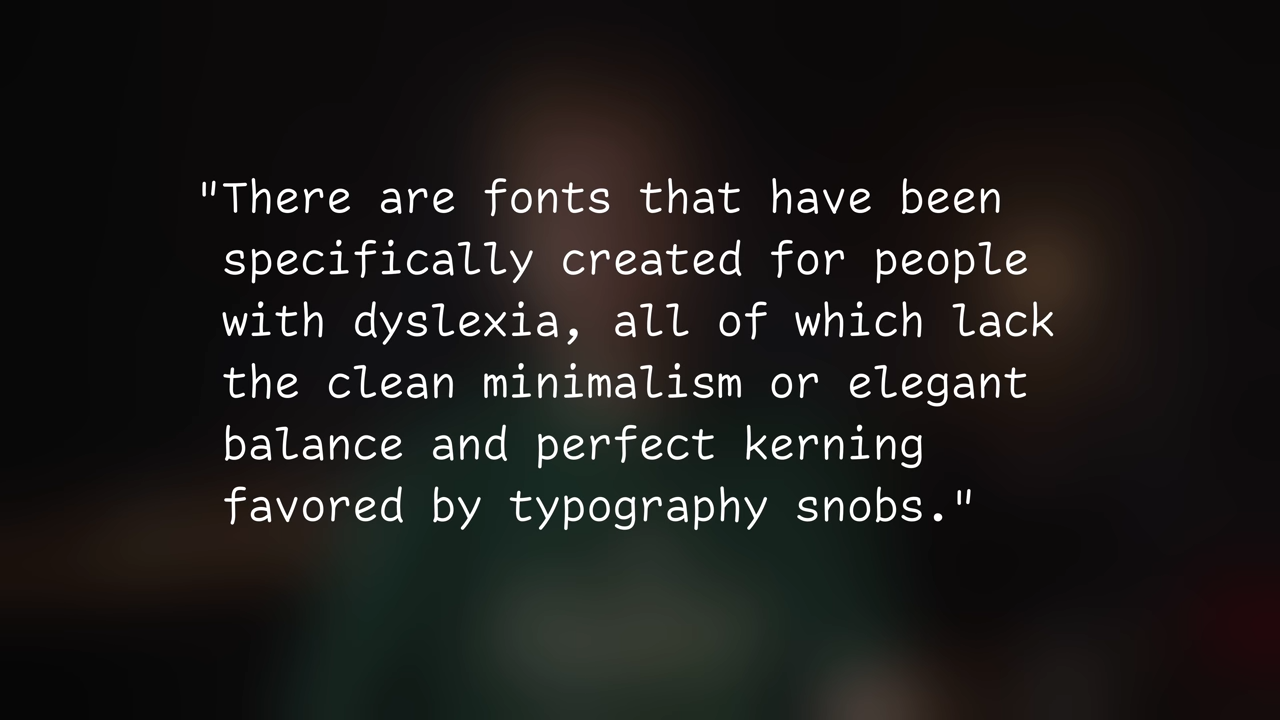 "There are fonts that have been
specifically created for people
with dyslexia, all of which lack
the clean minimalism or elegant
balance and perfect kerning
favored by typography snobs."